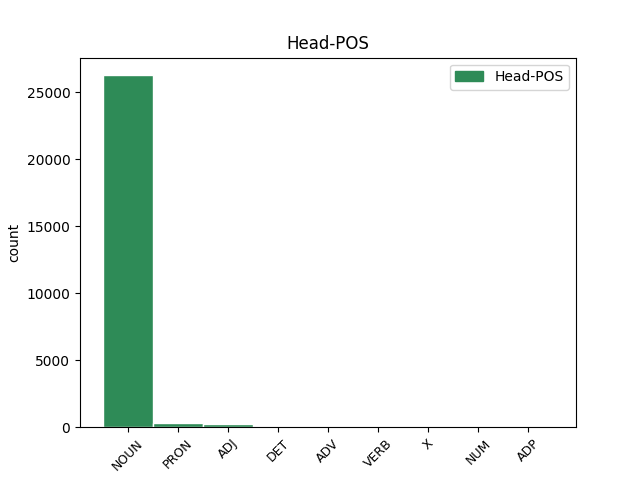 Head-POS
Head-POS
count
25000
20000
15000
10000
5000
0
NOUN PRON ADJ DET ADV VERB X NUM ADP